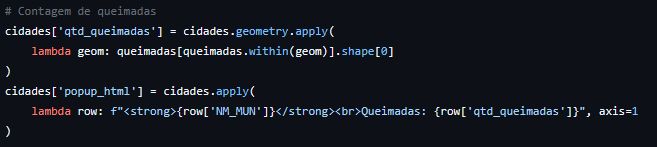 # Contagem de queimadas
cidades['qtd_queimadas'] = cidades.geometry.apply(
    lambda geom: queimadas[queimadas.within(geom)].shape[0]
)
cidades['popup_html'] = cidades.apply(
    lambda row: f"<strong>{row['NM_MUN']}</strong><br>Queimadas: {row['qtd_queimadas']}", axis=1
)